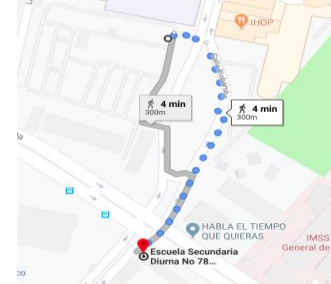 IHOP
4 min
300m
4 min
300m
HABLA EL TIEMPO
QUE QUIERAS
IMSS
General de
Escuela Secundaria
Diurna No 78...
co